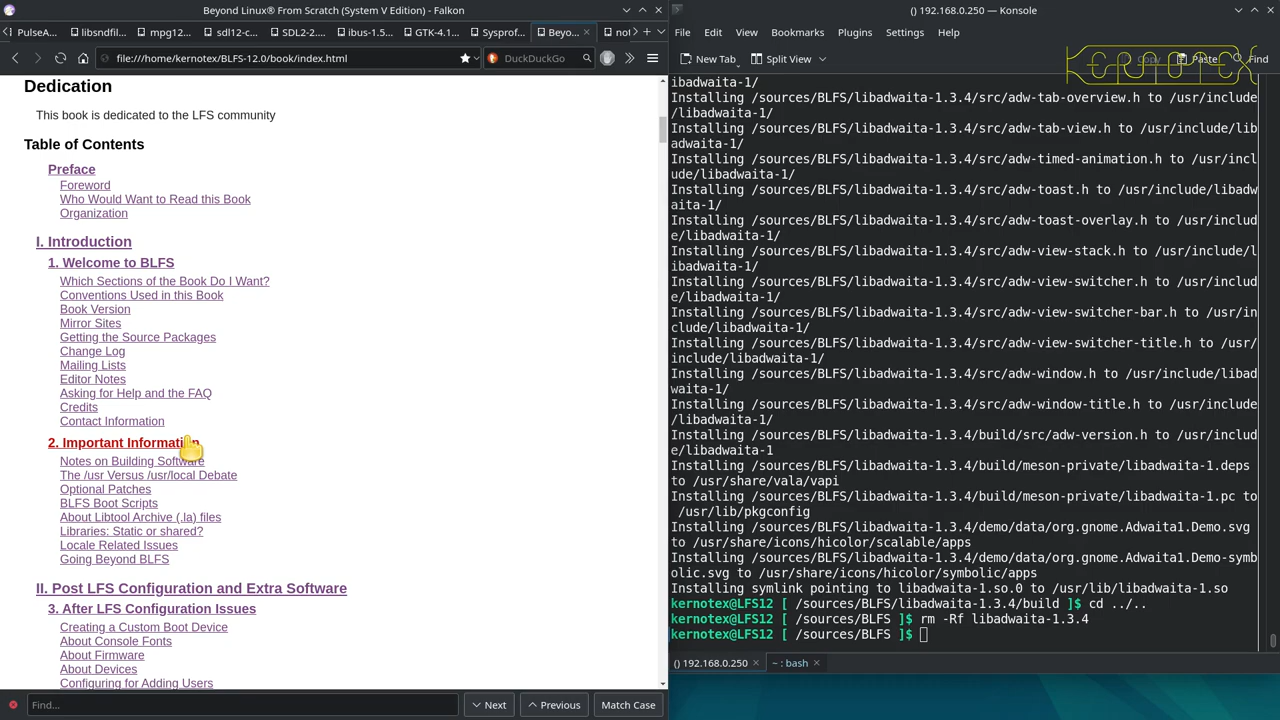 Beyond Linux® From Scratch (System V Edition) - Falkon
PulseA...
libsndfil...
mpg12...
sdl12-c...
SDL2-2....
ibus-1.5...
GTK-4.1...
Sysprof...
Beyo...
file:///home/kernotex/BLFS-12.0/book/index.html
DuckDuckGo
Dedication
This book is dedicated to the LFS community
Table of Contents
Preface
Foreword
Who Would Want to Read this Book
Organization
I. Introduction
1. Welcome to BLFS
Which Sections of the Book Do I Want?
Conventions Used in this Book
Book Version
Mirror Sites
Getting the Source Packages
Change Log
Mailing Lists
Editor Notes
Asking for Help and the FAQ
Credits
Contact Information
2. Important Information
Notes on Building Software
The /usr Versus /usr/local Debate
Optional Patches
BLFS Boot Scripts
About Libtool Archive (.la) files
Libraries: Static or shared?
Locale Related Issues
Going Beyond BLFS
II. Post LFS Configuration and Extra Software
3. After LFS Configuration Issues
Creating a Custom Boot Device
About Console Fonts
About Firmware
About Devices
Configuring for Adding Users
Find...
Next
Previous
Match Case
() 192.168.0.250 — Konsole
File Edit View Bookmarks Plugins Settings Help
New Tab
Split View
Copy
Paste
Find
KERNOTEX
ibadwaita-1/
Installing /sources/BLFS/libadwaita-1.3.4/src/adw-tab-overview.h to /usr/include
/libadwaita-1/
Installing /sources/BLFS/libadwaita-1.3.4/src/adw-tab-view.h to /usr/include/lib
adwaita-1/
Installing /sources/BLFS/libadwaita-1.3.4/src/adw-timed-animation.h to /usr/incl
ude/libadwaita-1/
Installing /sources/BLFS/libadwaita-1.3.4/src/adw-toast.h to /usr/include/libadw
aita-1/
Installing /sources/BLFS/libadwaita-1.3.4/src/adw-toast-overlay.h to /usr/includ
e/libadwaita-1/
Installing /sources/BLFS/libadwaita-1.3.4/src/adw-view-stack.h to /usr/include/l
ibadwaita-1/
Installing /sources/BLFS/libadwaita-1.3.4/src/adw-view-switcher.h to /usr/includ
e/libadwaita-1/
Installing /sources/BLFS/libadwaita-1.3.4/src/adw-view-switcher-bar.h to /usr/in
clude/libadwaita-1/
Installing /sources/BLFS/libadwaita-1.3.4/src/adw-view-switcher-title.h to /usr/
include/libadwaita-1/
Installing /sources/BLFS/libadwaita-1.3.4/src/adw-window.h to /usr/include/libad
waita-1/
Installing /sources/BLFS/libadwaita-1.3.4/src/adw-window-title.h to /usr/include
/libadwaita-1/
Installing /sources/BLFS/libadwaita-1.3.4/build/src/adw-version.h to /usr/includ
e/libadwaita-1
Installing /sources/BLFS/libadwaita-1.3.4/build/meson-private/libadwaita-1.deps
to /usr/share/vala/vapi
Installing /sources/BLFS/libadwaita-1.3.4/build/meson-private/libadwaita-1.pc to
/usr/lib/pkgconfig
Installing /sources/BLFS/libadwaita-1.3.4/demo/data/org.gnome.Adwaita1.Demo.svg
to /usr/share/icons/hicolor/scalable/apps
Installing /sources/BLFS/libadwaita-1.3.4/demo/data/org.gnome.Adwaita1.Demo-symb
olic.svg to /usr/share/icons/hicolor/symbolic/apps
Installing symlink pointing to libadwaita-1.so.0 to /usr/lib/libadwaita-1.so
kernotex@LFS12 [ /sources/BLFS/libadwaita-1.3.4/build ]$ cd ../..
kernotex@LFS12 [ /sources/BLFS ]$ rm -Rf libadwaita-1.3.4
kernotex@LFS12 [ /sources/BLFS ]$
() 192.168.0.250
~ : bash